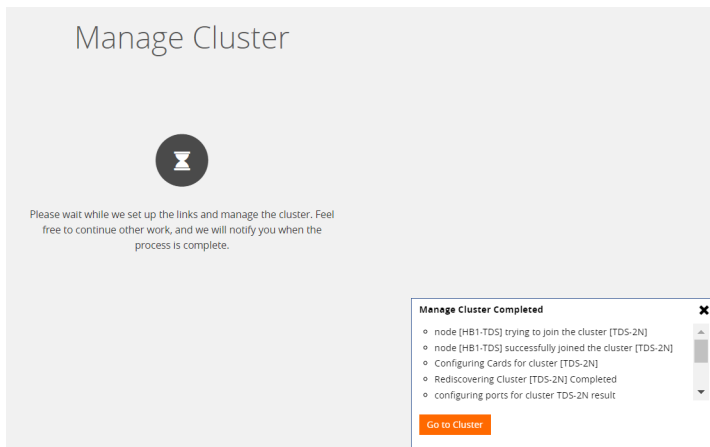 Manage Cluster
Please wait while we set up the links and manage the cluster. Feel
free to continue other work, and we will notify you when the
process is complete.
Manage Cluster Completed
node [HB1-TDS] trying to join the cluster [TDS-2N]
node [HB1-TDS] successfully joined the cluster [TDS-2N]
Configuring Cards for cluster [TDS-2N]
Rediscovering Cluster [TDS-2N] Completed
configuring ports for cluster TDS-2N result
Go to Cluster